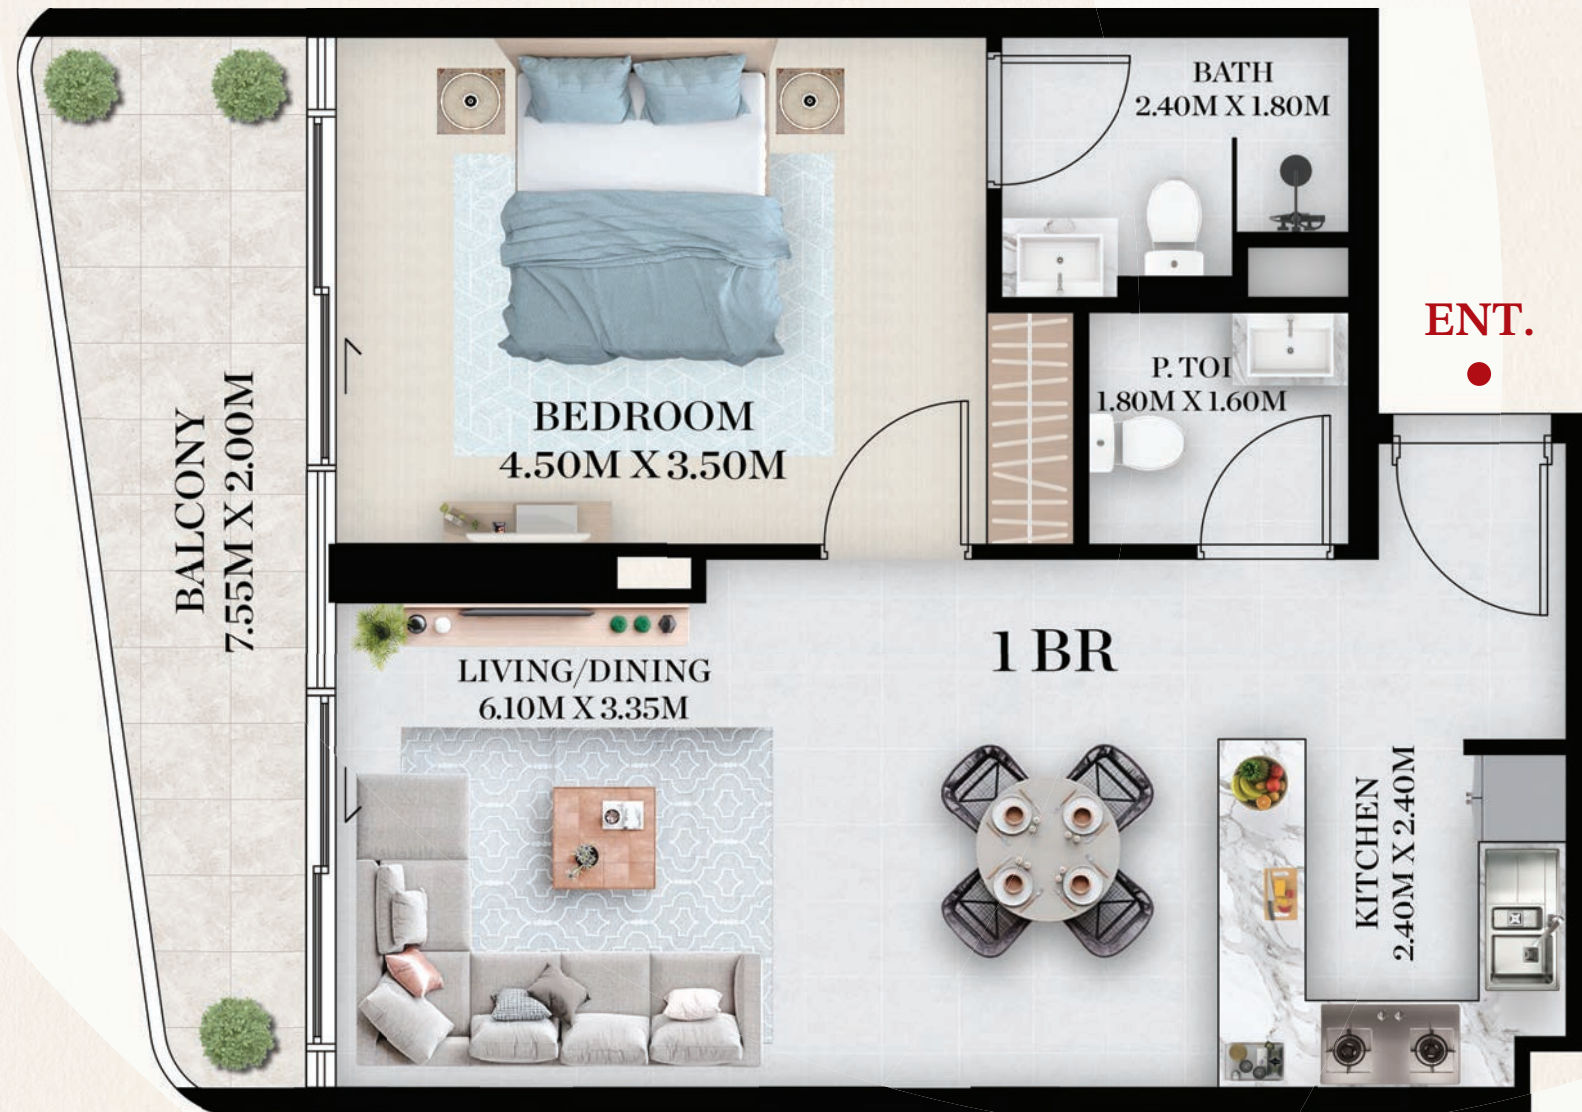 BATH
2.40M X 1.80M
ENT.
P. TOI
1.80M X 1.60M
BEDROOM
4.50M X 3.50M
BALCONY
7.55M X 2.00M
1 BR
LIVING/DINING
6.10M X 3.35M
KITCHEN
2.40M X 2.40M